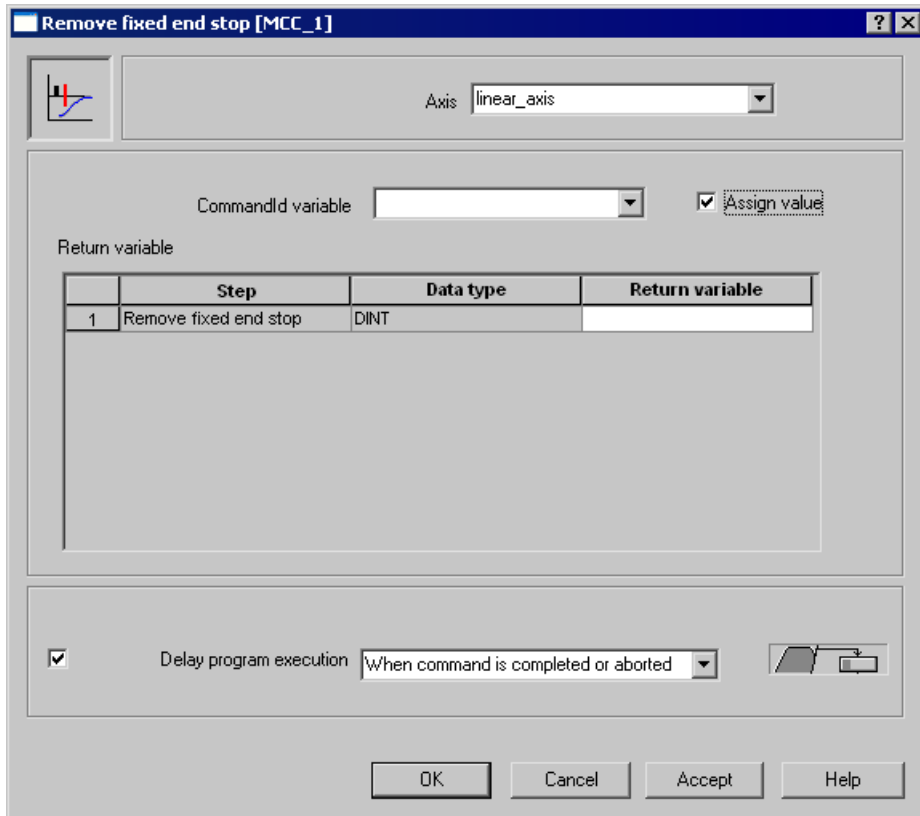 Remove fixed end stop [MCC_1]
Axis linear_axis
CommandId variable Assign value
Return variable
Step Data type Return variable
1 Remove fixed end stop DINT
Delay program execution When command is completed or aborted
OK Cancel Accept Help